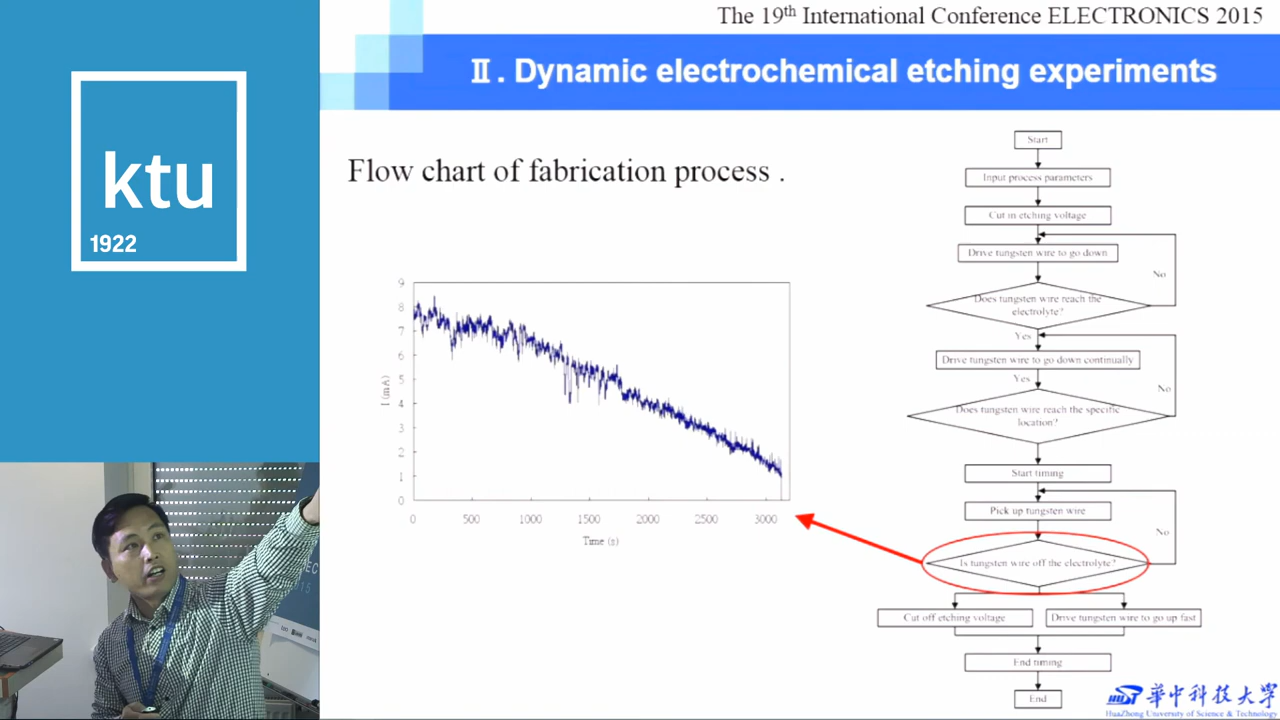 The 19th International Conference ELECTRONICS 2015
Ⅱ. Dynamic electrochemical etching experiments
ktu
1922
Flow chart of fabrication process .
9
8
7
6
5
4
3
2
1
0
I (mA)
0 500 1000 1500 2000 2500 3000
Time (s)
Start
Input process parameters
Cut in etching voltage
Drive tungsten wire to go down
No
Does tungsten wire reach the
electrolyte?
Yes
Drive tungsten wire to go down continually
Yes
No
Does tungsten wire reach the specific
location?
Start timing
Pick up tungsten wire
No
Is tungsten wire off the electrolyte?
Cut off etching voltage
Drive tungsten wire to go up fast
End timing
End
華中科技大學
HuaZhong University of Science & Technology